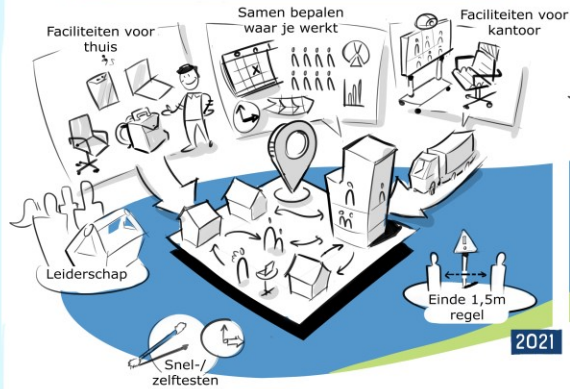 Faciliteiten voor
thuis
Samen bepalen
waar je werkt
Faciliteiten voor
kantoor
Leiderschap
Einde 1,5m
regel
2021
Snel-/
zelftesten